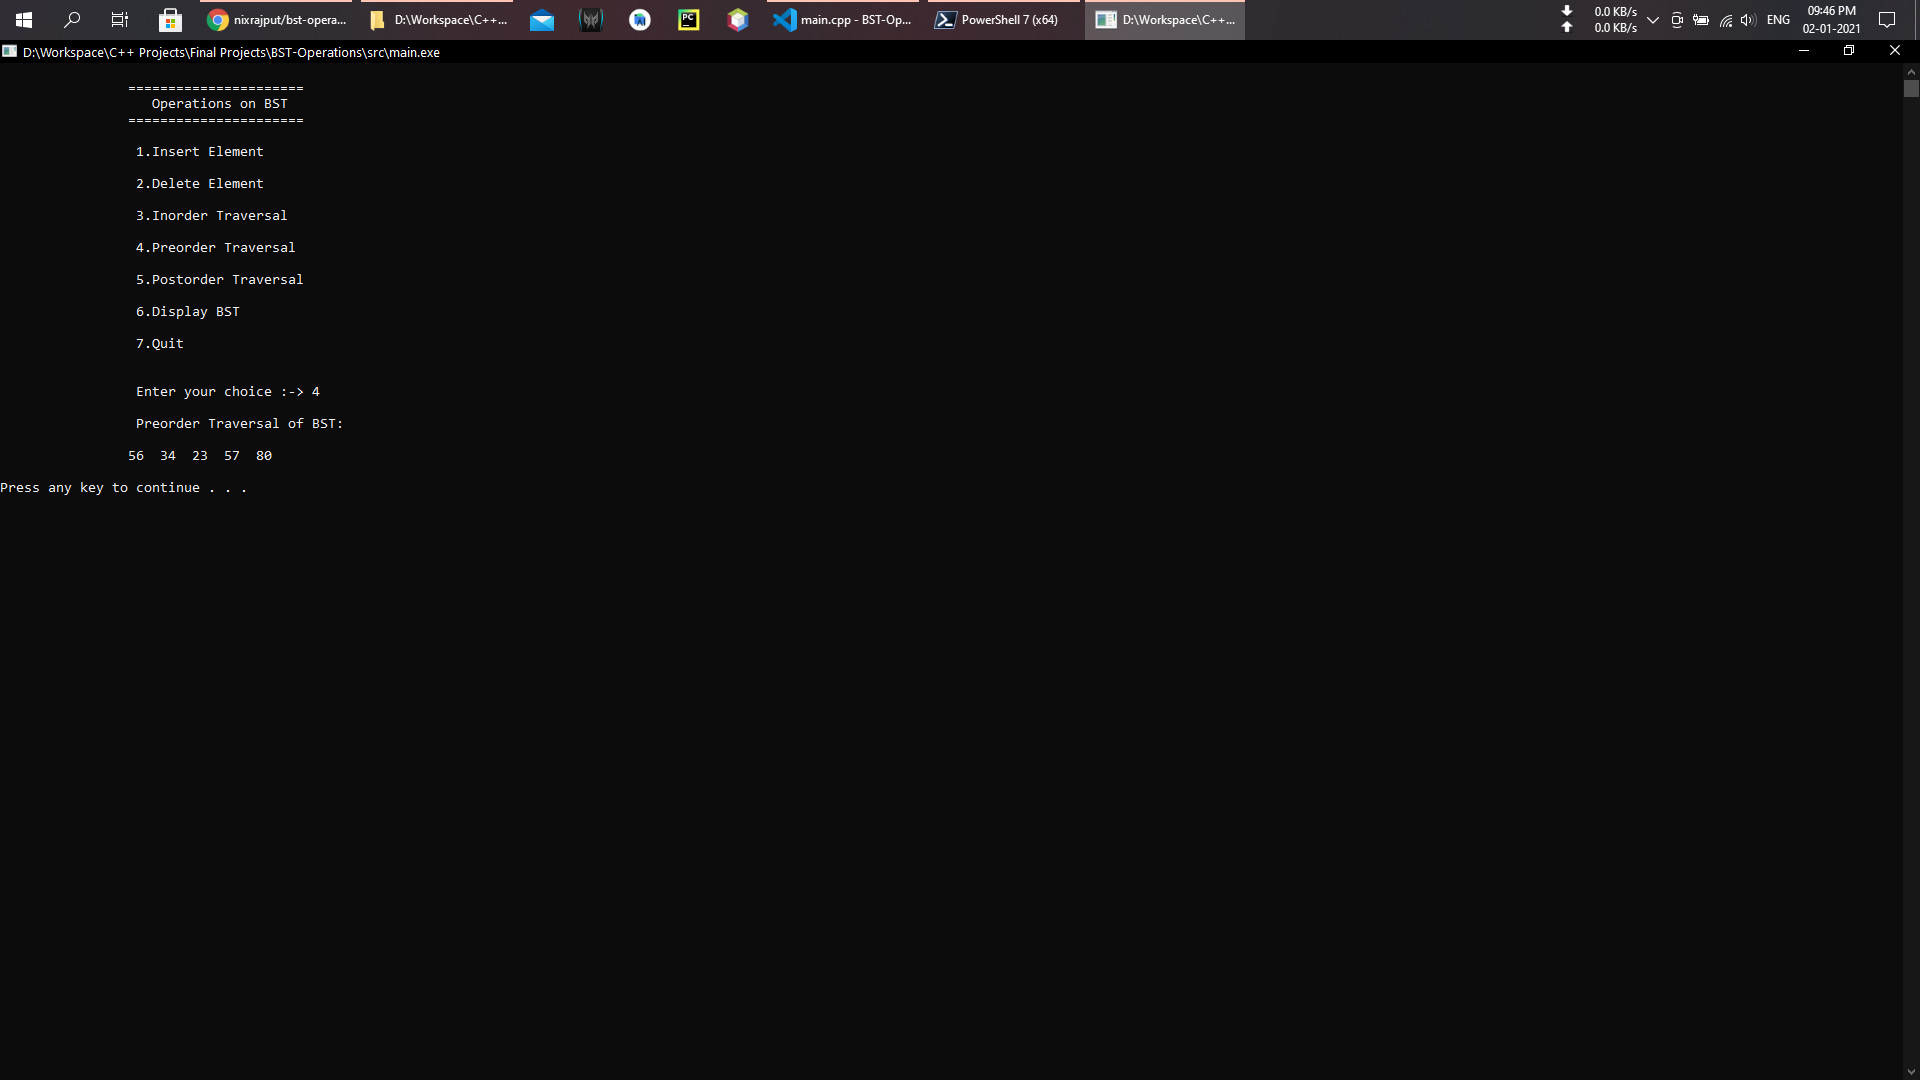 nixrajput/bst-opera...
D:\Workspace\C++...
PC
main.cpp - BST-Op...
PowerShell 7 (x64)
D:\Workspace\C++...
0.0 KB/s
0.0 KB/s
ENG
09:46 PM
02-01-2021
D:\Workspace\C++ Projects\Final Projects\BST-Operations\src\main.exe
======================
Operations on BST
======================
1.Insert Element
2.Delete Element
3.Inorder Traversal
4.Preorder Traversal
5.Postorder Traversal
6.Display BST
7.Quit
Enter your choice :-> 4
Preorder Traversal of BST:
56 34 23 57 80
Press any key to continue . . .